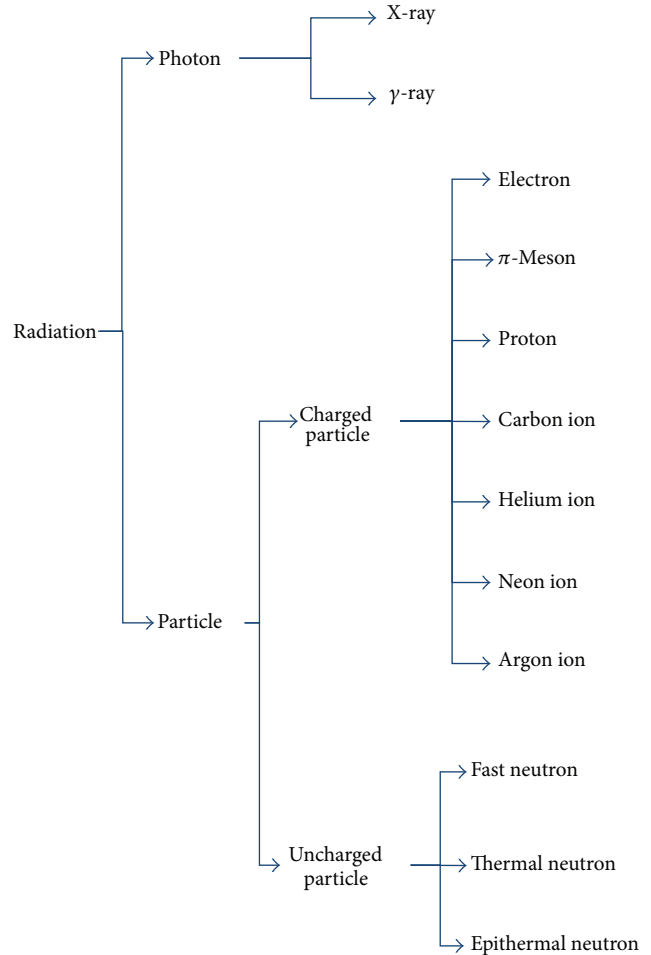 X-ray
Photon
γ-ray
Electron
π-Meson
Radiation
Proton
Charged
particle
Carbon ion
Helium ion
Neon ion
Particle
Argon ion
Fast neutron
Uncharged
particle
Thermal neutron
Epithermal neutron